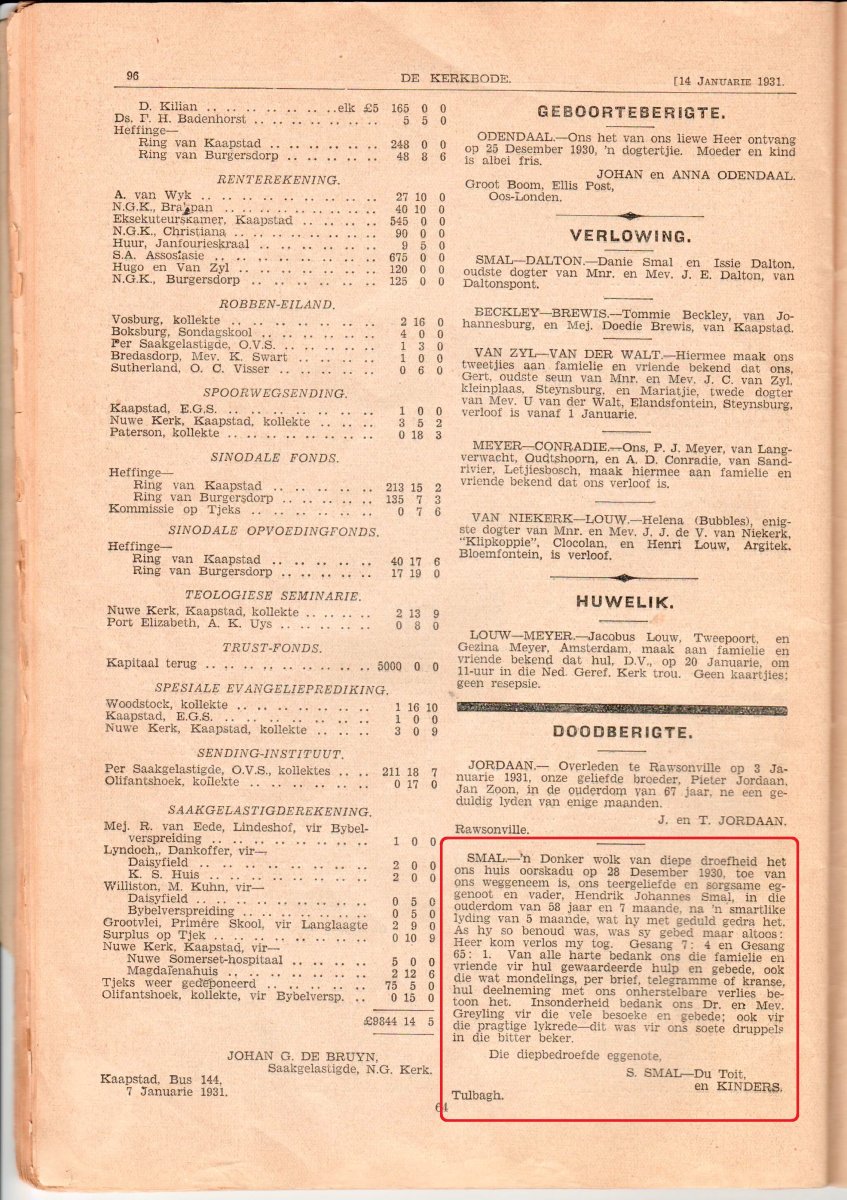 96
DE KERKBODE.
[14 JANUARIE 1931.
D. Kilian .. .. .. .. .. .. ..elk £5 165 0 0
Ds. F. H. Badenhorst .. .. .. .. .. .. .. 5 5 0
Heffinge—
Ring van Kaapstad .. .. .. .. .. .. 248 0 0
Ring van Burgersdorp .. .. .. .. .. 48 8 6
RENTEREKENING.
A. van Wyk .. .. .. .. .. .. .. .. .. 27 10 0
N.G.K., Brakpan .. .. .. .. .. .. .. .. 40 10 0
Eksekuteurskamer, Kaapstad .. .. .. .. 545 0 0
N.G.K., Christiana .. .. .. .. .. .. .. 90 0 0
Huur, Janfourieskraal .. .. .. .. .. .. 9 5 0
S.A. Assosiasie .. .. .. .. .. .. .. .. 675 0 0
Hugo en Van Zyl .. .. .. .. .. .. .. .. 120 0 0
N.G.K., Burgersdorp .. .. .. .. .. .. .. 125 0 0
ROBBEN-EILAND.
Vosburg, kollekte .. .. .. .. .. .. .. 2 16 0
Boksburg, Sondagskool .. .. .. .. .. .. 4 0 0
Per Saakgelastigde, O.V.S. .. .. .. .. .. 1 3 0
Bredasdorp, Mev. K. Swart .. .. .. .. 1 0 0
Sutherland, O. C. Visser .. .. .. .. .. 0 6 0
SPOORWEGSENDING.
Kaapstad, E.G.S. .. .. .. .. .. .. .. .. 1 0 0
Nuwe Kerk, Kaapstad, kollekte .. .. .. 3 5 2
Paterson, kollekte .. .. .. .. .. .. .. .. 0 18 3
SINODALE FONDS.
Heffinge—
Ring van Kaapstad .. .. .. .. .. .. 213 15 2
Ring van Burgersdorp .. .. .. .. .. 135 7 3
Kommissie op Tjeks .. .. .. .. .. .. .. 0 7 6
SINODALE OPVOEDINGFONDS.
Heffinge—
Ring van Kaapstad .. .. .. .. .. .. 40 17 6
Ring van Burgersdorp .. .. .. .. .. 17 19 0
TEOLOGIESE SEMINARIE.
Nuwe Kerk, Kaapstad, kollekte .. .. .. .. 2 13 9
Port Elizabeth, A. K. Uys .. .. .. .. .. 0 8 0
TRUST-FONDS.
Kapitaal terug .. .. .. .. .. .. .. .. ..5000 0 0
SPESIALE EVANGELIEPREDIKING.
Woodstock, kollekte .. .. .. .. .. .. .. 1 16 10
Kaapstad, E.G.S. .. .. .. .. .. .. .. .. 1 0 0
Nuwe Kerk, Kaapstad, kollekte .. .. .. .. 3 0 9
SENDING-INSTITUUT.
Per Saakgelastigde, O.V.S., kollektes .. .. .. 211 18 7
Olifantshoek, kollekte .. .. .. .. .. .. .. 0 17 0
SAAKGELASTIGDEREKENING.
Mej. R. van Eede, Lindeshof, vir Bybel-
verspreiding .. .. .. .. .. .. .. .. 1 0 0
Lyndoch, Dankoffer, vir—
Daisyfield .. .. .. .. .. .. .. .. 2 0 0
K. S. Huis .. .. .. .. .. .. .. .. 2 0 0
Williston, M. Kuhn, vir—
Daisyfield .. .. .. .. .. .. .. .. 0 5 0
Bybelverspreiding .. .. .. .. .. .. 0 5 0
Grootvlei, Primêre Skool, vir Langlaagte 2 9 0
Surplus op Tjek .. .. .. .. .. .. .. .. 0 10 9
Nuwe Kerk, Kaapstad, vir—
Nuwe Somerset-hospitaal .. .. .. .. 5 0 0
Magdalenahuis .. .. .. .. .. .. .. 2 12 6
Tjeks weer gedeponeerd .. .. .. .. .. .. 75 5 0
Olifantshoek, kollekte, vir Bybelversp. .. .. 0 15 0
£9844 14 5
JOHAN G. DE BRUYN,
Saakgelastigde, N.G. Kerk.
Kaapstad, Bus 144,
7 Januarie 1931.
GEBOORTEBERIGTE.
ODENDAAL.—Ons het van ons liewe Heer ontvang
op 25 Desember 1930, 'n dogtertjie. Moeder en kind
is albei fris.
JOHAN en ANNA ODENDAAL.
Groot Boom, Ellis Post,
Oos-Londen.
VERLOWING.
SMAL—DALTON.—Danie Smal en Issie Dalton,
oudste dogter van Mnr. en Mev. J. E. Dalton, van
Daltonspont.
BECKLEY—BREWIS.—Tommie Beckley, van Jo-
hannesburg, en Mej. Doedie Brewis, van Kaapstad.
VAN ZYL—VAN DER WALT.—Hiermee maak ons
tweetjies aan familie en vriende bekend dat ons,
Gert, oudste seun van Mnr. en Mev. J. C. van Zyl,
kleinplaas, Steynsburg, en Mariatjie, twede dogter
van Mev. U van der Walt, Elandsfontein, Steynsburg,
verloof is vanaf 1 Januarie.
MEYER—CONRADIE.—Ons, P. J. Meyer, van Lang-
verwacht, Oudtshoorn, en A. D. Conradie, van Sand-
rivier, Letjiesbosch, maak hiermee aan familie en
vriende bekend dat ons verloof is.
VAN NIEKERK—LOUW.—Helena (Bubbles), enig-
ste dogter van Mnr. en Mev. J. J. de V. van Niekerk,
"Klipkoppie", Clocolan, en Henri Louw, Argitek,
Bloemfontein, is verloof.
HUWELIK.
LOUW—MEYER.—Jacobus Louw, Tweepoort, en
Gezina Meyer, Amsterdam, maak aan familie en
vriende bekend dat hul, D.V., op 20 Januarie, om
11-uur in die Ned. Geref. Kerk trou. Geen kaartjies;
geen resepsie.
DOODBERIGTE.
JORDAAN.— Overleden te Rawsonville op 3 Ja-
nuarie 1931, onze geliefde broeder, Pieter Jordaan,
Jan Zoon, in de ouderdom van 67 jaar, ne een ge-
duldig lyden van enige maanden.
J. en T. JORDAAN.
Rawsonville.
SMAL.—'n Donker wolk van diepe droefheid het
ons huis oorskadu op 28 Desember 1930, toe van
ons weggeneem is, ons teergeliefde en sorgsame eg-
genoot en vader, Hendrik Johannes Smal, in die
ouderdom van 58 jaar en 7 maande, na 'n smartlike
lyding van 5 maande, wat hy met geduld gedra het.
As hy so benoud was, was sy gebed maar altoos:
Heer kom verlos my tog. Gesang 7: 4 en Gesang
65: 1. Van alle harte bedank ons die familie en
vriende vir hul gewaardeerde hulp en gebede, ook
die wat mondelings, per brief, telegramme of kranse,
hul deelneming met ons onherstelbare verlies be-
toon het. Insonderheid bedank ons Dr. en Mev.
Greyling vir die vele besoeke en gebede; ook vir
die pragtige lykrede—dit was vir ons soete druppels
in die bitter beker.
Die diepbedroefde eggenote,
S. SMAL—Du Toit,
en KINDERS.
Tulbagh.
64